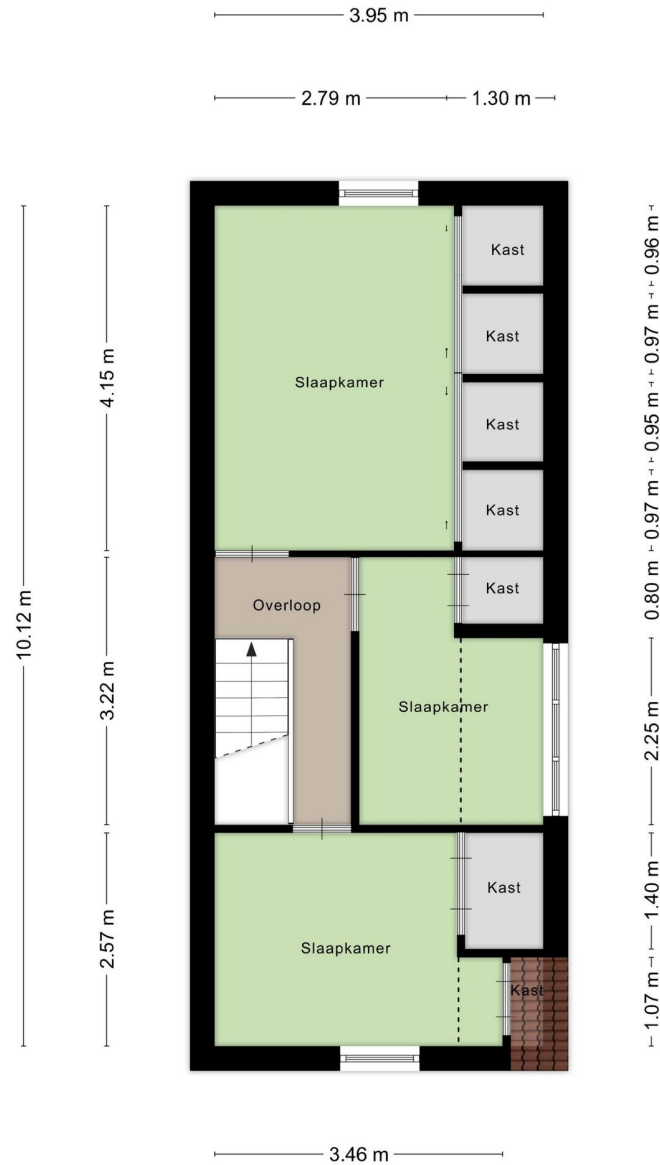 3.95 m
2.79 m
1.30 m
Kast
0.96 m
Kast
0.97 m
4.15 m
Slaapkamer
Kast
0.95 m
Kast
0.97 m
Kast
0.80 m
Overloop
10.12 m
3.22 m
Slaapkamer
2.25 m
Kast
1.40 m
2.57 m
Slaapkamer
Kast
1.07 m
3.46 m